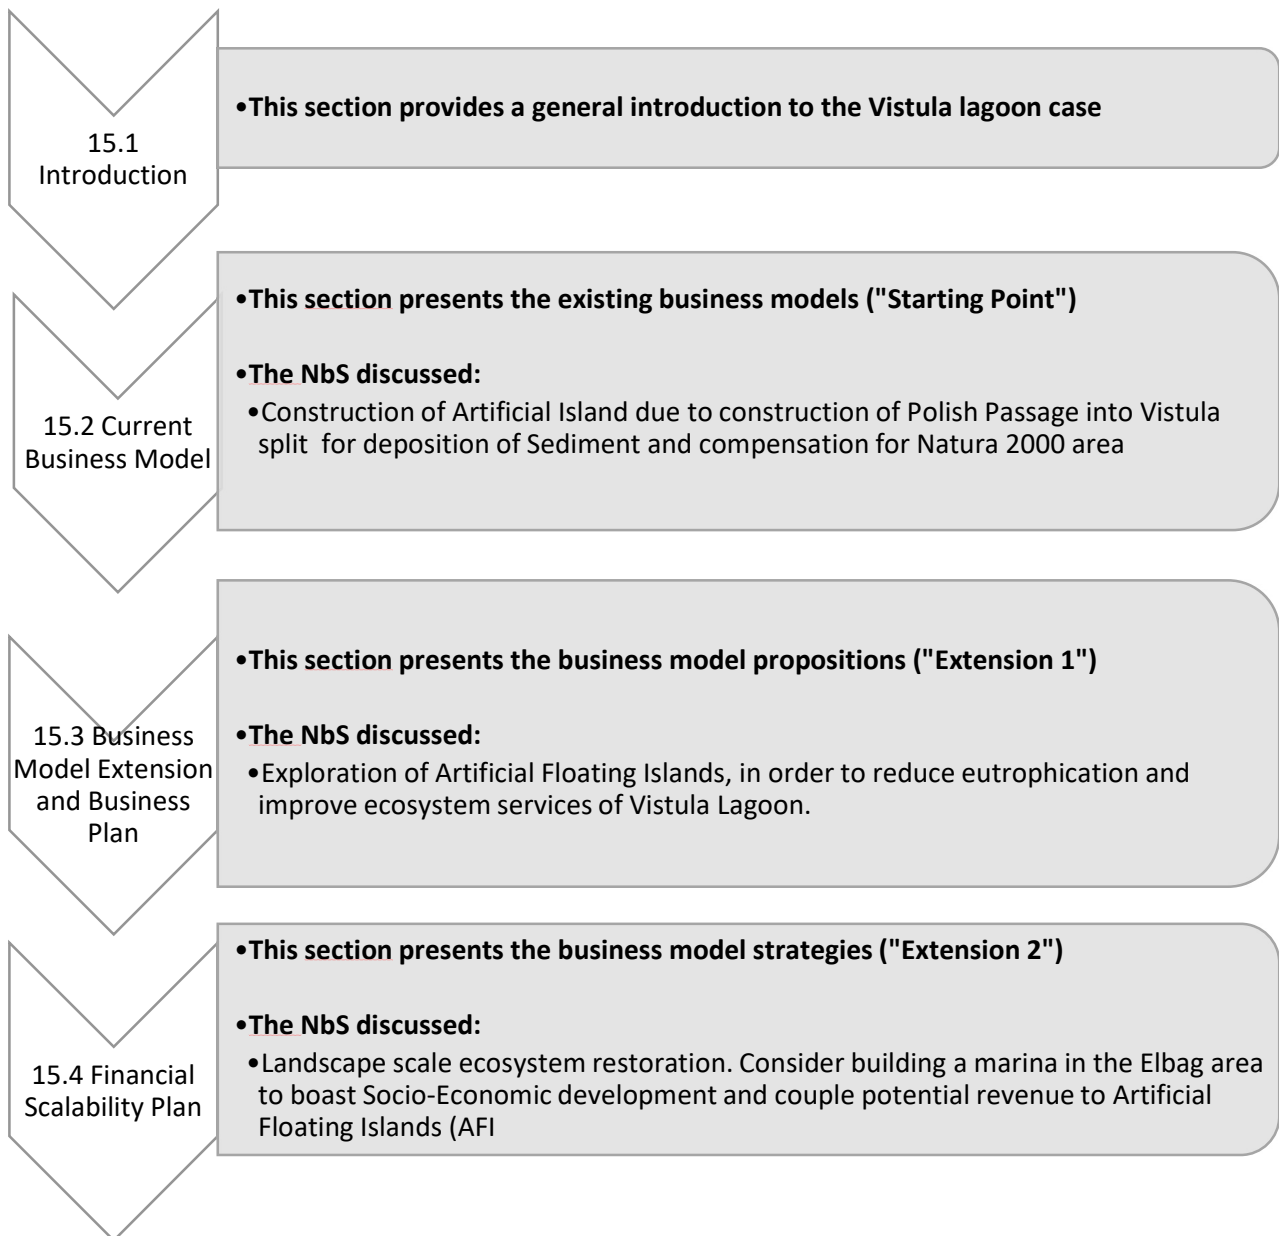 15.1
Introduction
•This section provides a general introduction to the Vistula lagoon case
15.2 Current
Business Model
•This section presents the existing business models ("Starting Point")
•The NbS discussed:
•Construction of Artificial Island due to construction of Polish Passage into Vistula
split for deposition of Sediment and compensation for Natura 2000 area
15.3 Business
Model Extension
and Business
Plan
•This section presents the business model propositions ("Extension 1")
•The NbS discussed:
•Exploration of Artificial Floating Islands, in order to reduce eutrophication and
improve ecosystem services of Vistula Lagoon.
15.4 Financial
Scalability Plan
•This section presents the business model strategies ("Extension 2")
•The NbS discussed:
•Landscape scale ecosystem restoration. Consider building a marina in the Elbag area
to boast Socio-Economic development and couple potential revenue to Artificial
Floating Islands (AFI